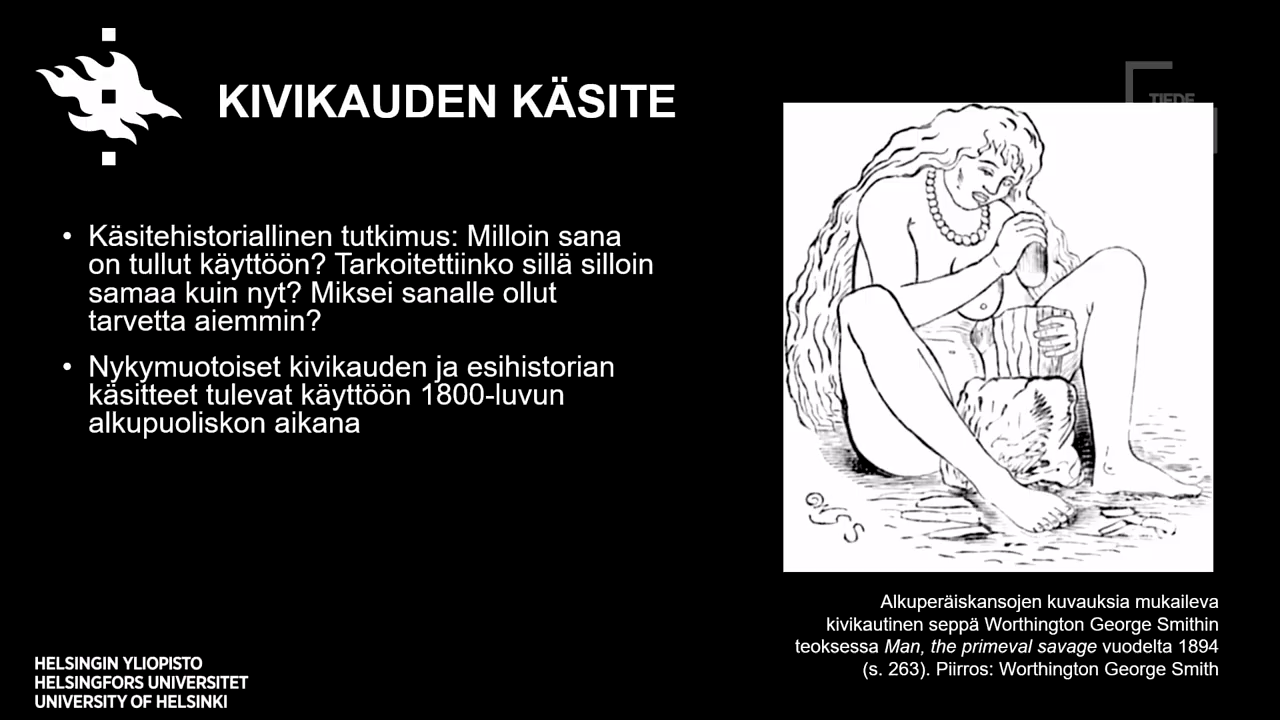 KIVIKAUDEN KÄSITE
TIEDE
• Käsitehistoriallinen tutkimus: Milloin sana
on tullut käyttöön? Tarkoitettiinko sillä silloin
samaa kuin nyt? Miksei sanalle ollut
tarvetta aiemmin?
• Nykymuotoiset kivikauden ja esihistorian
käsitteet tulevat käyttöön 1800-luvun
alkupuoliskon aikana
Alkuperäiskansojen kuvauksia mukaileva
kivikautinen seppä Worthington George Smithin
teoksessa Man, the primeval savage vuodelta 1894
(s. 263). Piirros: Worthington George Smith
HELSINGIN YLIOPISTO
HELSINGFORS UNIVERSITET
UNIVERSITY OF HELSINKI